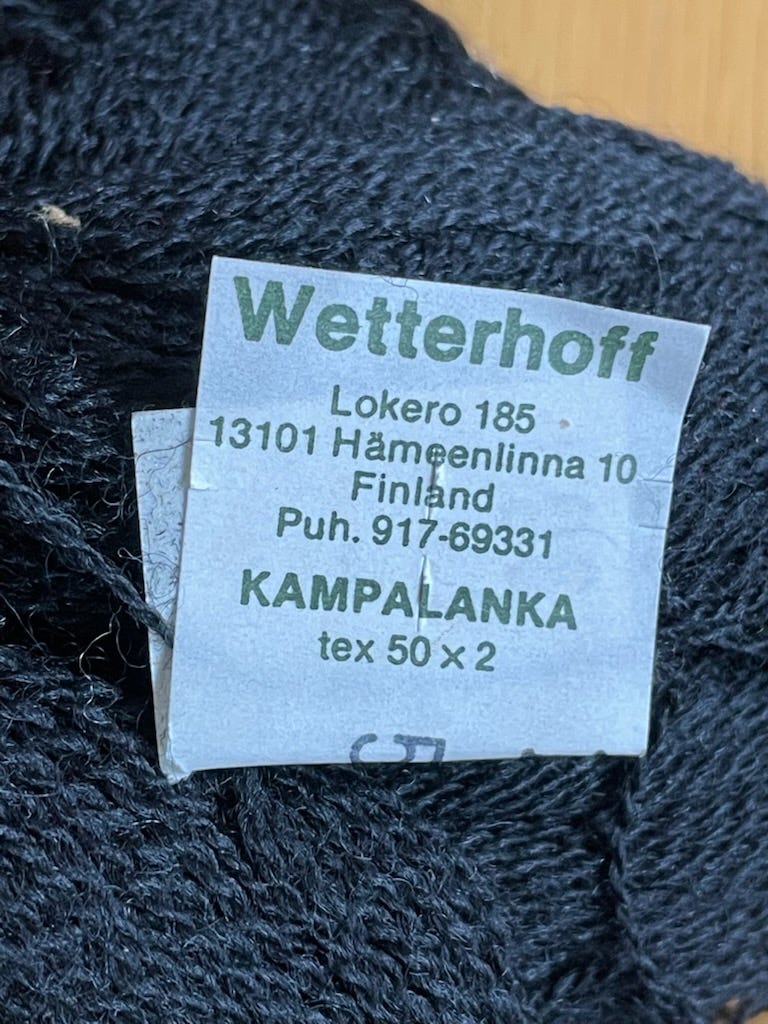 Wetterhoff
Lokero 185
13101 Hämeenlinna 10
Finland
Puh. 917-69331
KAMPALANKA
tex 50 x 2